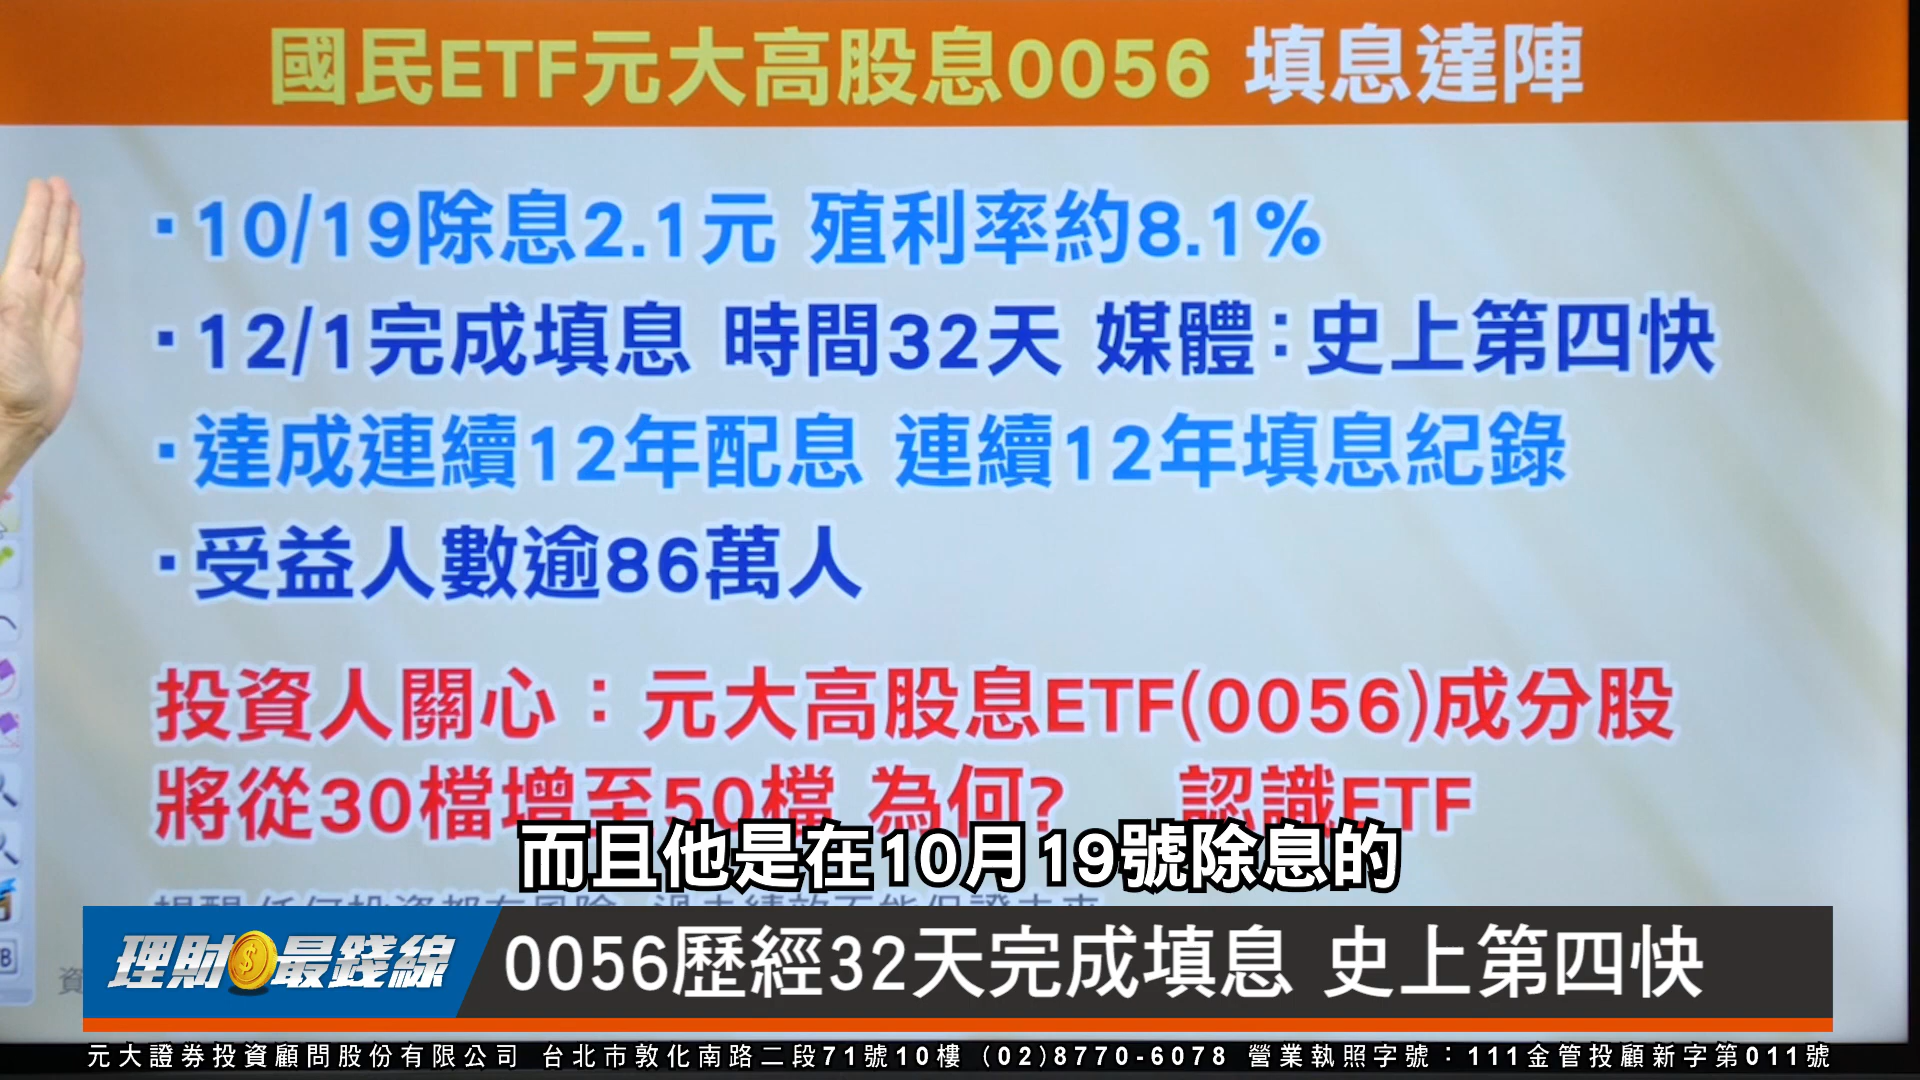 國民ETF元大高股息0056 填息達陣
▪10/19除息2.1元 殖利率約8.1%
▪12/1完成填息 時間32天 媒體:史上第四快
▪達成連續12年配息 連續12年填息紀錄
▪受益人數逾86萬人
投資人關心：元大高股息ETF(0056)成分股
將從30檔增至50檔 為何? 認識ETF
而且他是在10月19號除息的
理財最錢線
0056歷經32天完成填息 史上第四快
元大證券投資顧問股份有限公司 台北市敦化南路二段71號10樓 (02)8770-6078 營業執照字號：111金管投顧新字第011號